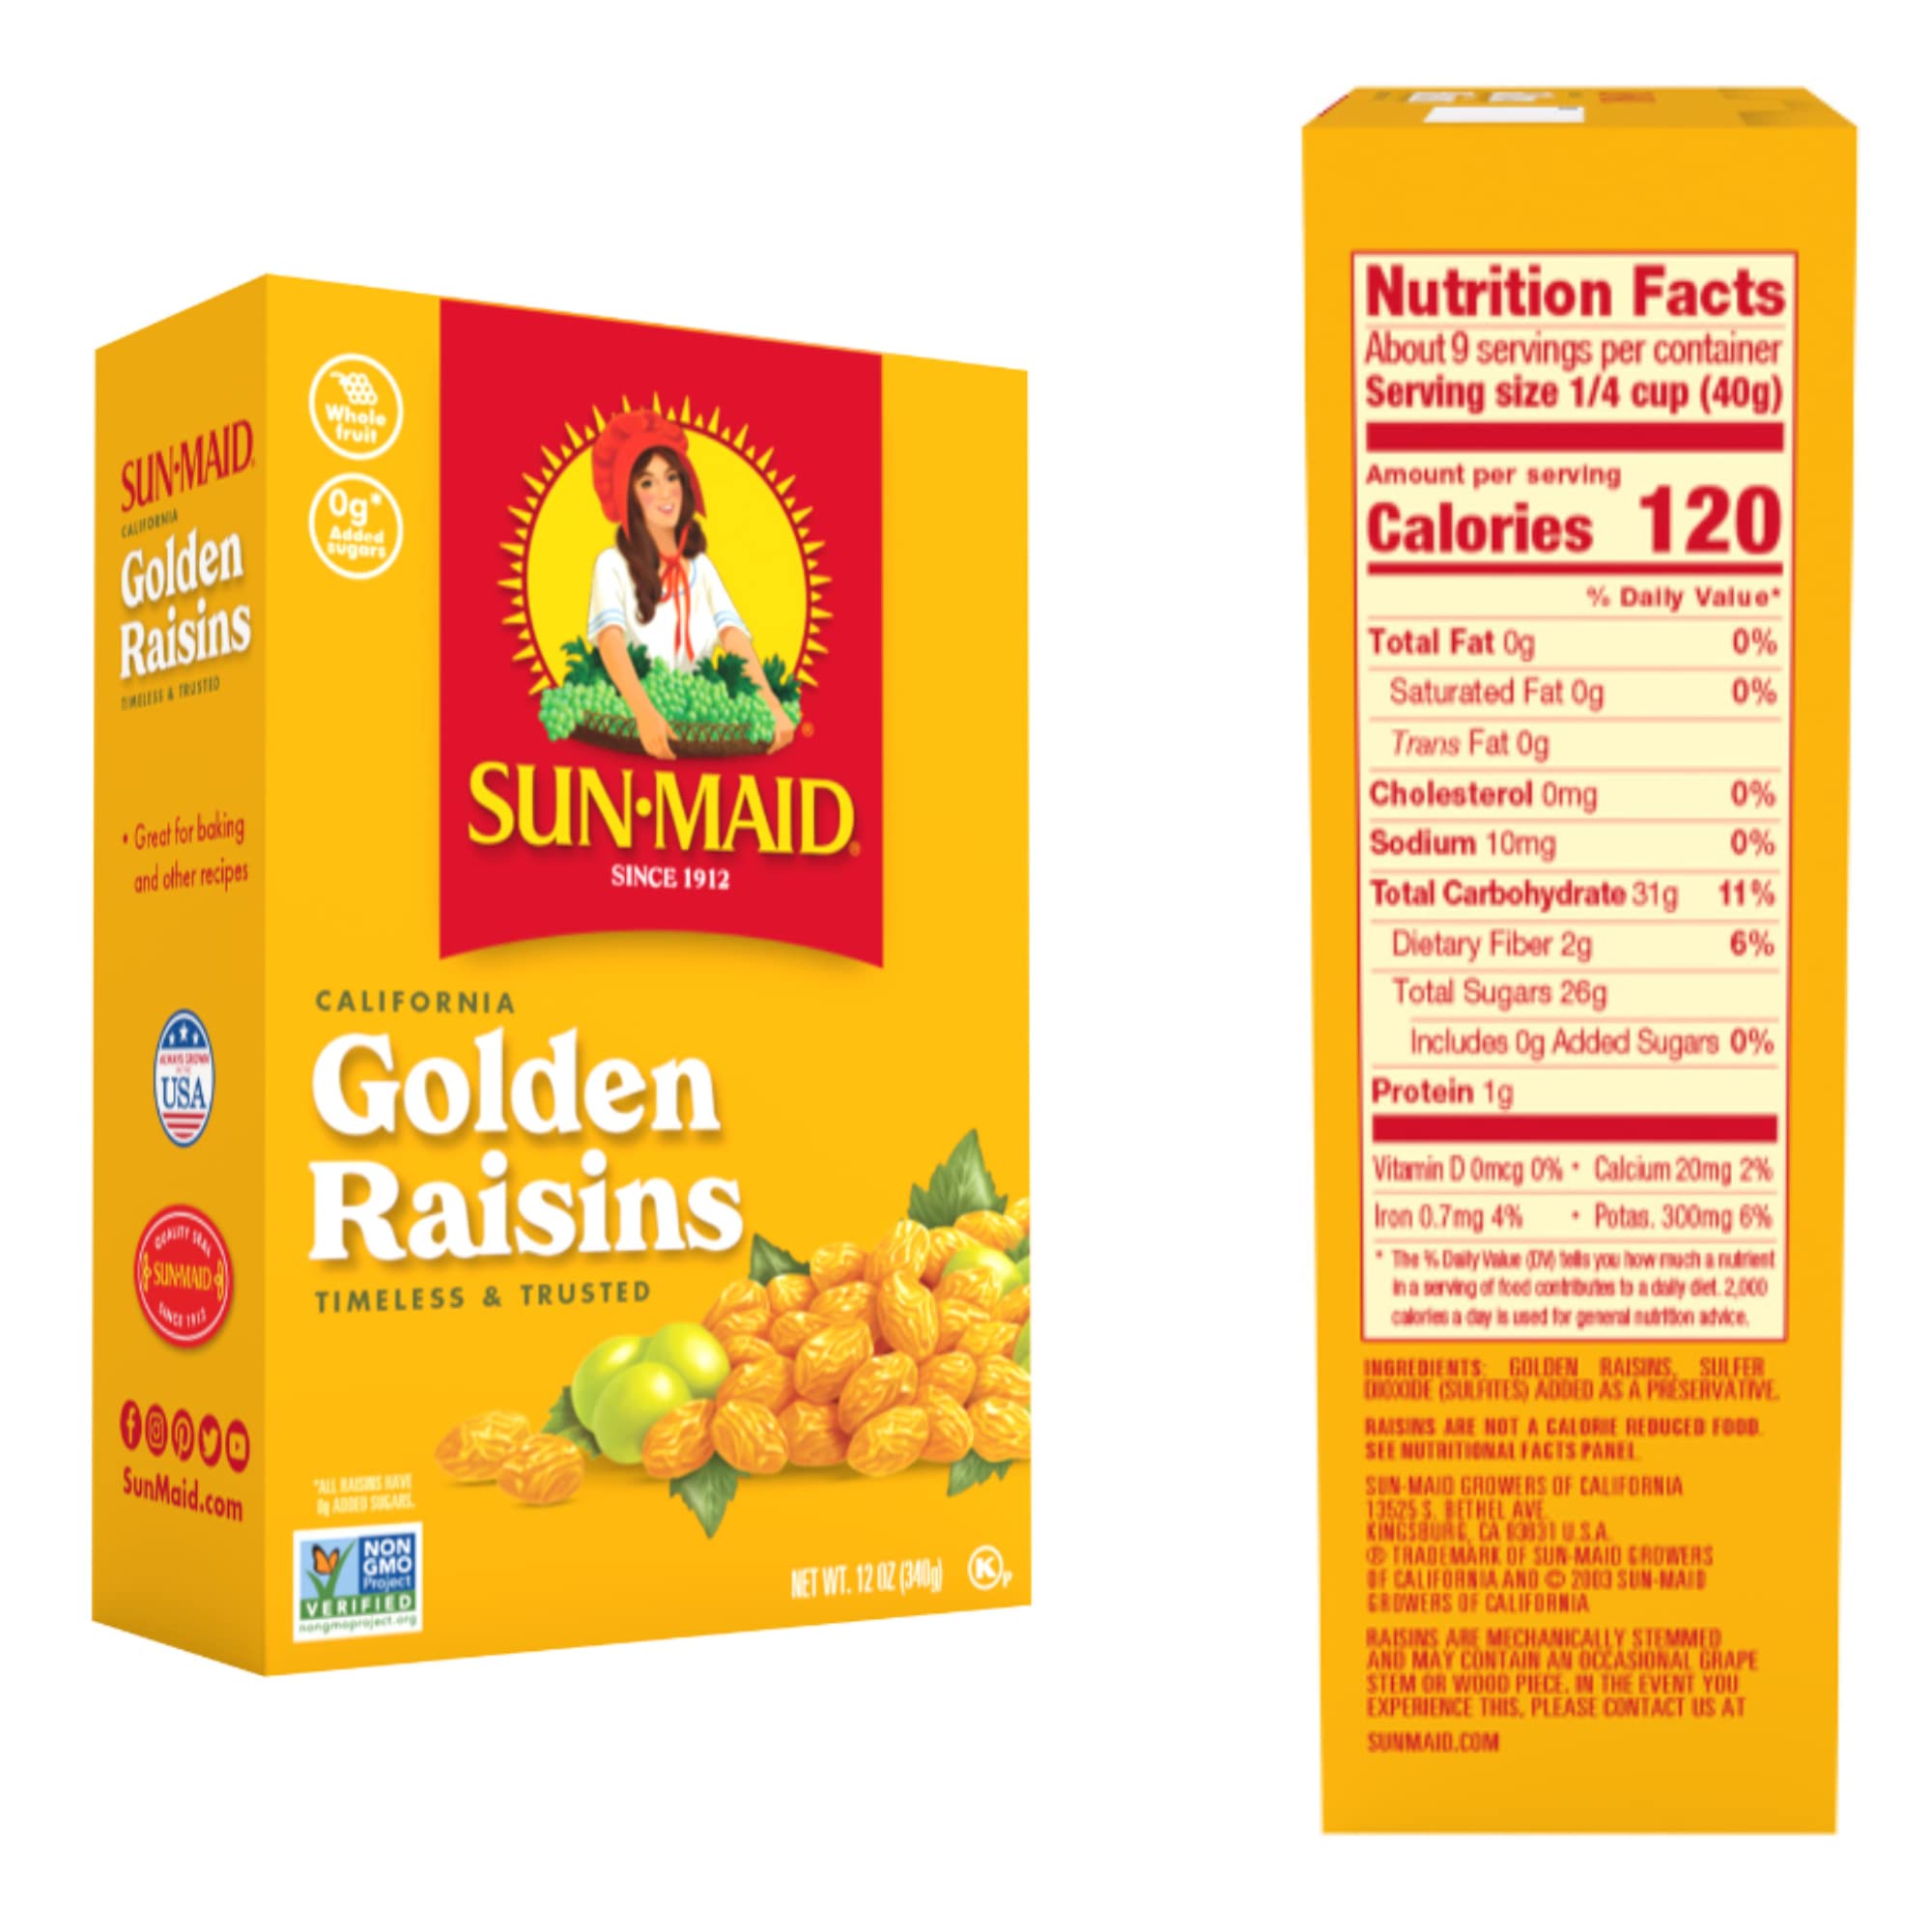 SUN•MAID®
CALIFORNIA
Golden
Raisins
TIMELESS & TRUSTED
• Great for baking
and other recipes
ALWAYS GROWN
IN THE
USA
QUALITY SEAL
SUN•MAID
SINCE 1912
SunMaid.com
Whole
fruit
0g*
Added
sugars
SUN•MAID®
SINCE 1912
CALIFORNIA
Golden
Raisins
TIMELESS & TRUSTED
*ALL RAISINS HAVE
0g ADDED SUGARS.
NON
GMO
Project
VERIFIED
nongmoproject.org
NET WT. 12 OZ (340g)
K P
Nutrition Facts
About 9 servings per container
Serving size 1/4 cup (40g)
Amount per serving
Calories 120
% Daily Value*
Total Fat 0g 0%
Saturated Fat 0g 0%
Trans Fat 0g
Cholesterol 0mg 0%
Sodium 10mg 0%
Total Carbohydrate 31g 11%
Dietary Fiber 2g 6%
Total Sugars 26g
Includes 0g Added Sugars 0%
Protein 1g
Vitamin D 0mcg 0% • Calcium 20mg 2%
Iron 0.7mg 4% • Potas. 300mg 6%
* The % Daily Value (DV) tells you how much a nutrient
in a serving of food contributes to a daily diet. 2,000
calories a day is used for general nutrition advice.
INGREDIENTS: GOLDEN RAISINS, SULFER
DIOXIDE (SULFITES) ADDED AS A PRESERVATIVE.
RAISINS ARE NOT A CALORIE REDUCED FOOD.
SEE NUTRITIONAL FACTS PANEL.
SUN-MAID GROWERS OF CALIFORNIA
13525 S. BETHEL AVE.
KINGSBURG, CA 93631 U.S.A.
® TRADEMARK OF SUN-MAID GROWERS
OF CALIFORNIA AND © 2003 SUN-MAID
GROWERS OF CALIFORNIA
RAISINS ARE MECHANICALLY STEMMED
AND MAY CONTAIN AN OCCASIONAL GRAPE
STEM OR WOOD PIECE. IN THE EVENT YOU
EXPERIENCE THIS, PLEASE CONTACT US AT
SUNMAID.COM